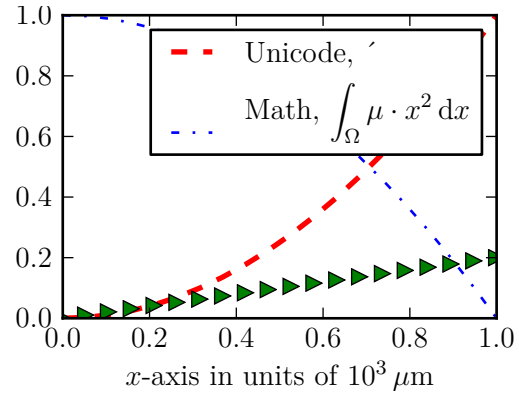 1.0
0.8
0.6
0.4
0.2
0.0
Unicode, ´
Math, ∫_Ω μ · x² dx
0.0 0.2 0.4 0.6 0.8 1.0
x-axis in units of 10³ μm